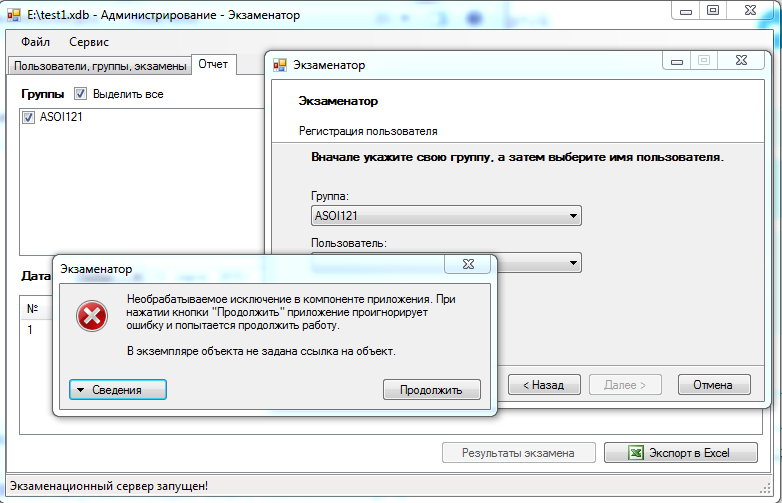 E:\test1.xdb - Администрирование - Экзаменатор
Файл Сервис
Пользователи, группы, экзамены Отчет
Группы Выделить все
ASOI121
Экзаменатор
Экзаменатор
Регистрация пользователя
Вначале укажите свою группу, а затем выберите имя пользователя.
Группа:
ASOI121
Пользователь:
Дата
№
1
Экзаменатор
Необрабатываемое исключение в компоненте приложения. При
нажатии кнопки "Продолжить" приложение проигнорирует
ошибку и попытается продолжить работу.
В экземпляре объекта не задана ссылка на объект.
Сведения Продолжить
< Назад Далее > Отмена
Результаты экзамена Экспорт в Excel
Экзаменационный сервер запущен!